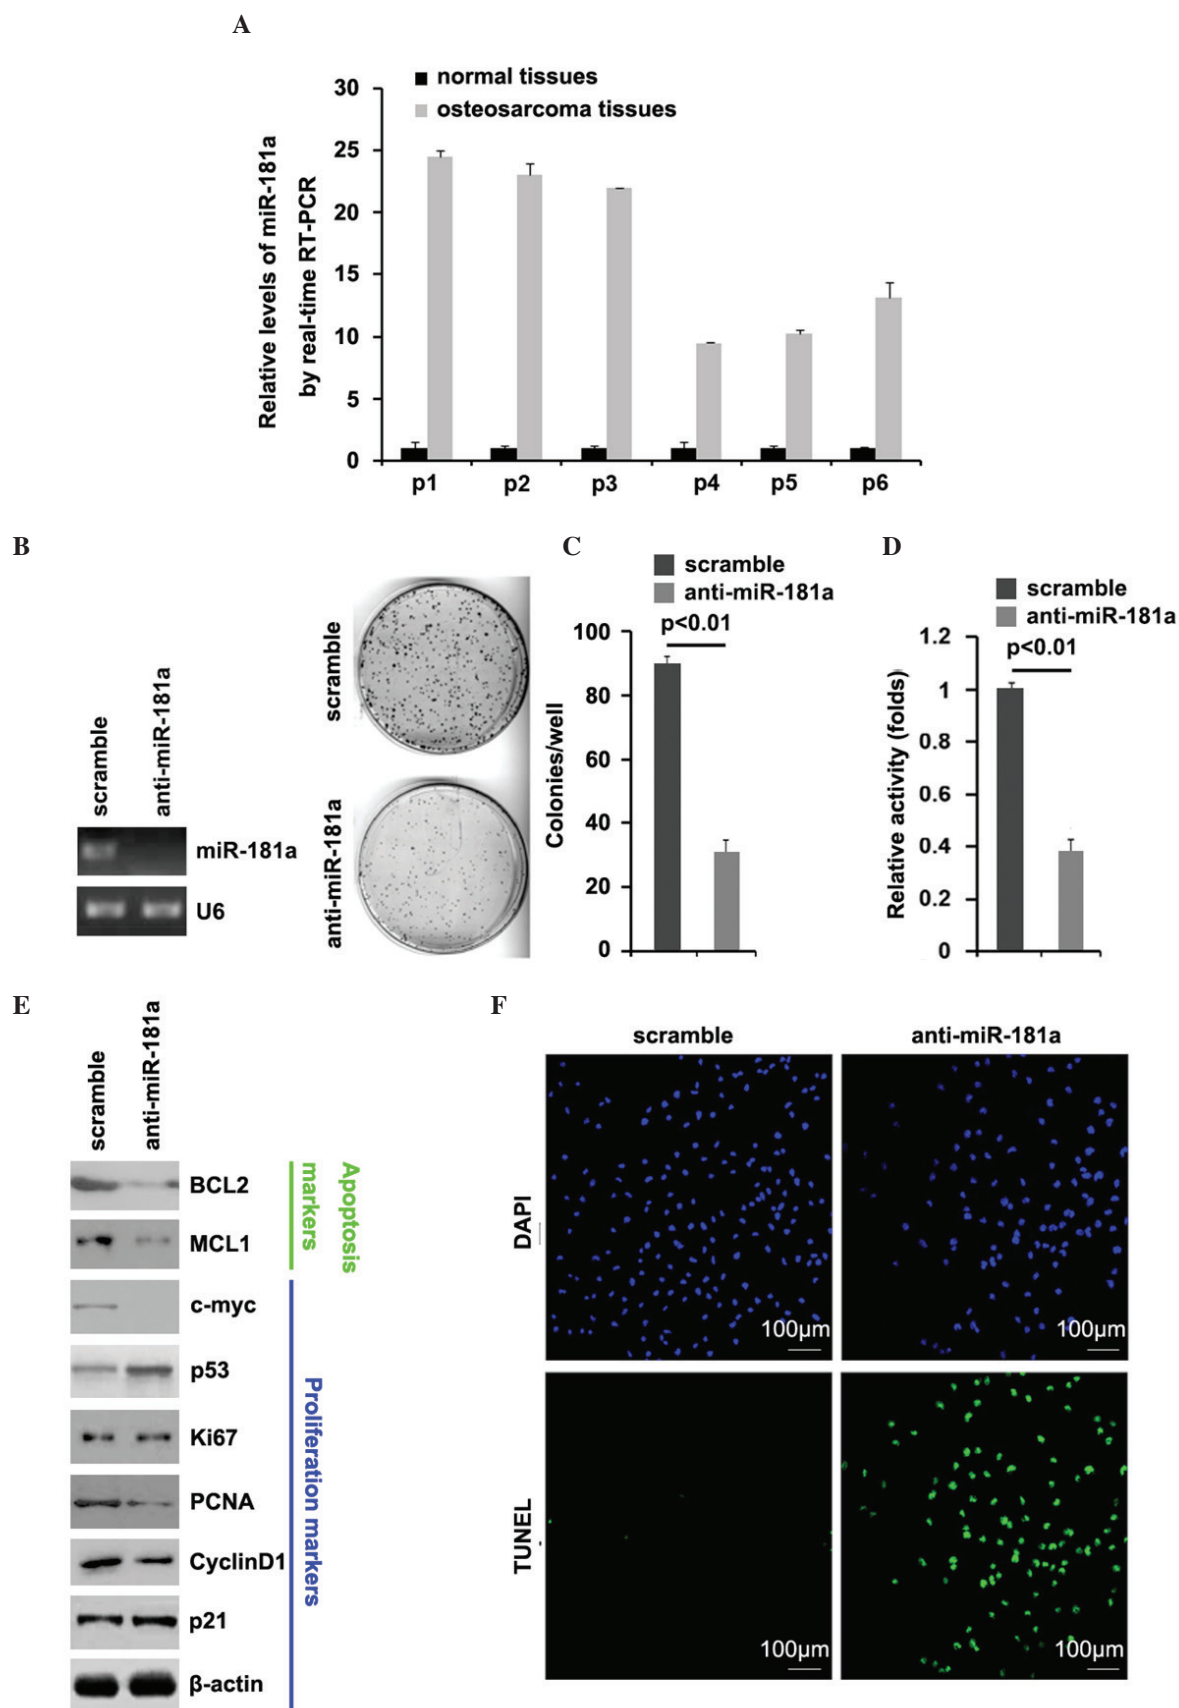 A
normal tissues
osteosarcoma tissues
Relative levels of miR-181a
by real-time RT-PCR
30
25
20
15
10
5
0
p1 p2 p3 p4 p5 p6
B
scramble
anti-miR-181a
miR-181a
U6
scramble
anti-miR-181a
C
scramble
anti-miR-181a
p<0.01
Colonies/well
100
80
60
40
20
0
D
scramble
anti-miR-181a
p<0.01
Relative activity (folds)
1.2
1
0.8
0.6
0.4
0.2
0
E
scramble
anti-miR-181a
BCL2
MCL1
c-myc
p53
Ki67
PCNA
CyclinD1
p21
β-actin
Apoptosis
markers
Proliferation markers
F
scramble
anti-miR-181a
DAPI
100μm
100μm
TUNEL
100μm
100μm